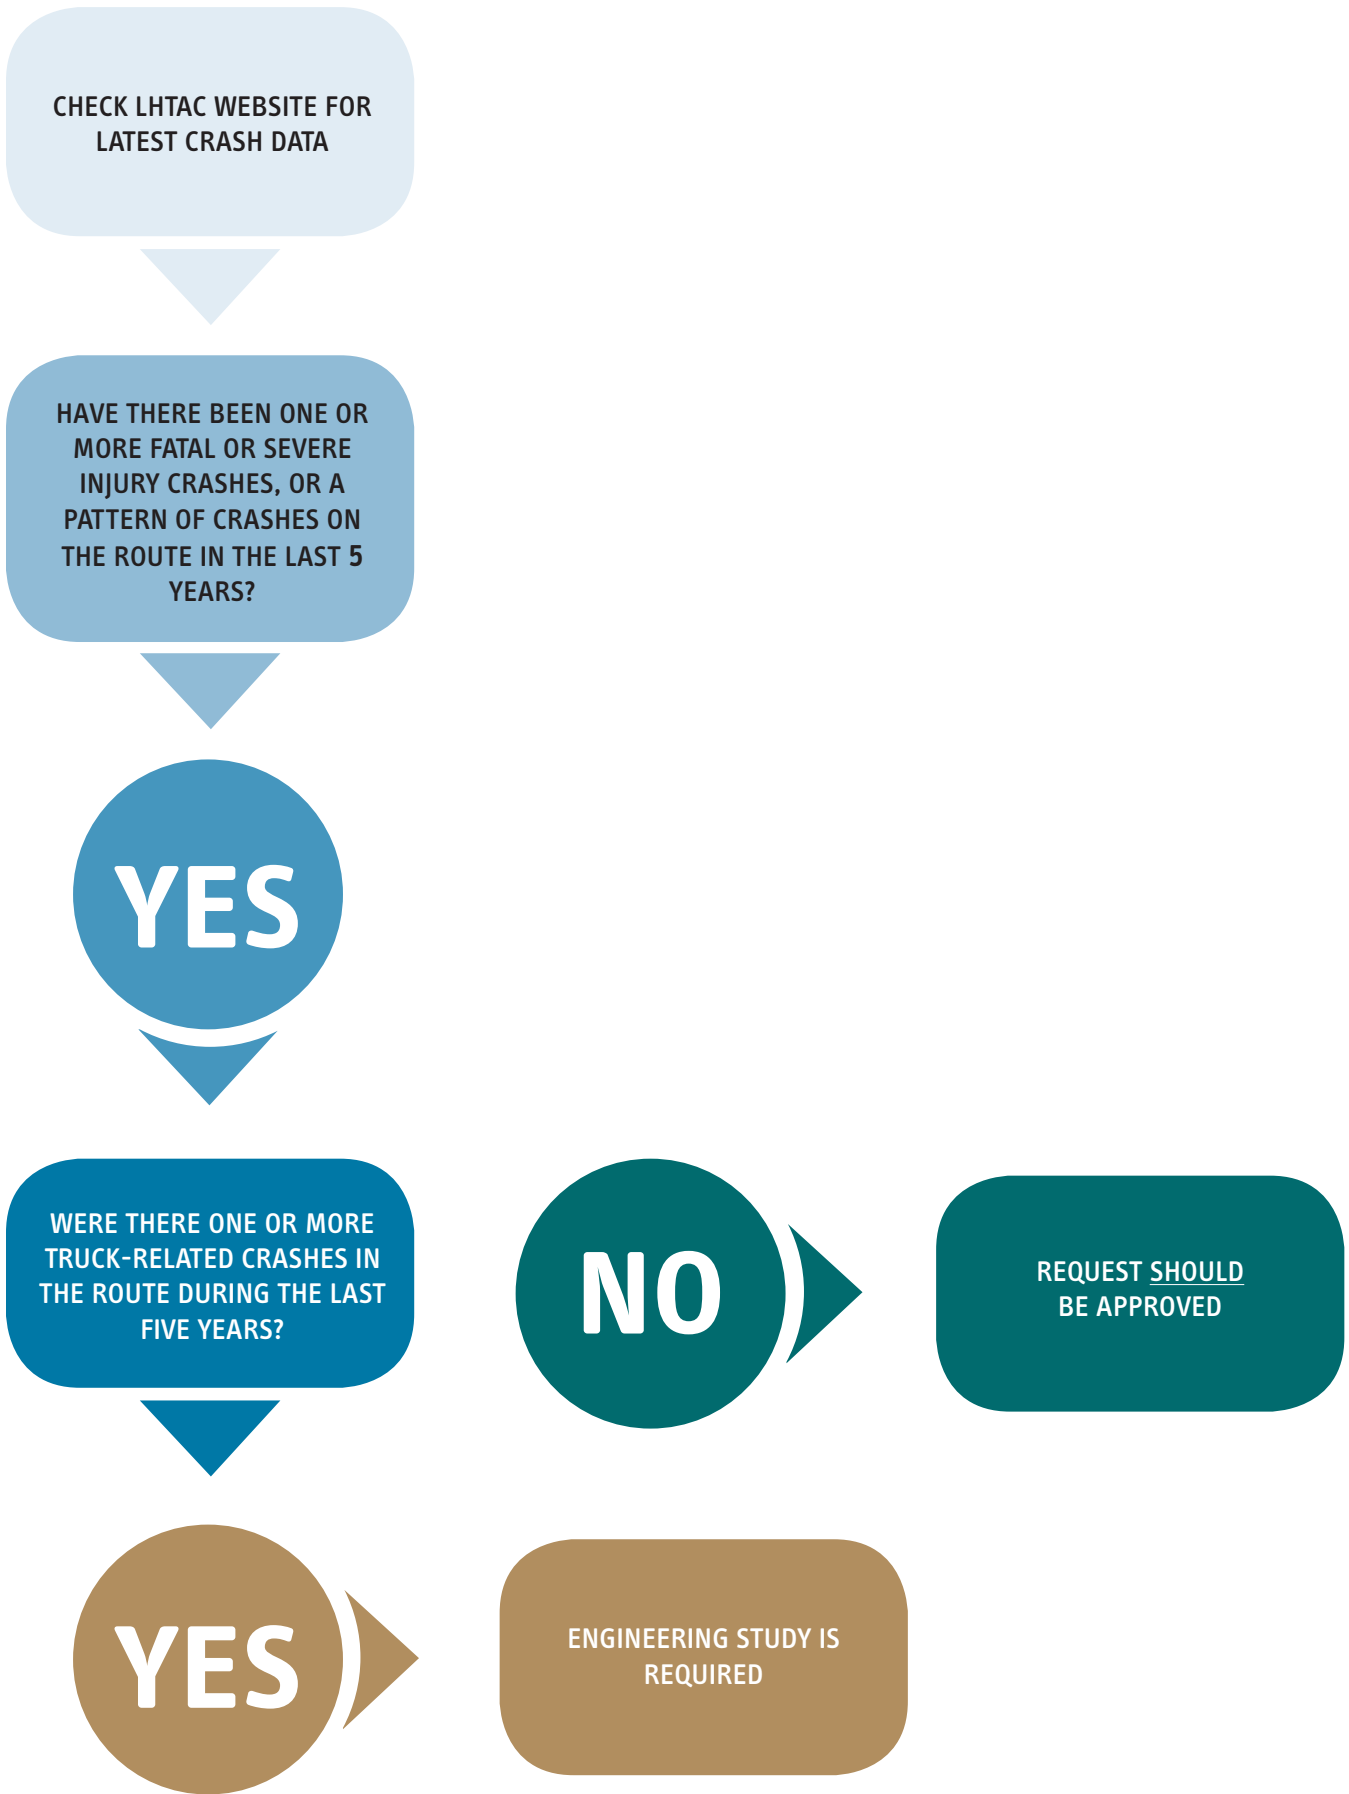 CHECK LHTAC WEBSITE FOR
LATEST CRASH DATA
HAVE THERE BEEN ONE OR
MORE FATAL OR SEVERE
INJURY CRASHES, OR A
PATTERN OF CRASHES ON
THE ROUTE IN THE LAST 5
YEARS?
YES
WERE THERE ONE OR MORE
TRUCK-RELATED CRASHES IN
THE ROUTE DURING THE LAST
FIVE YEARS?
NO
REQUEST SHOULD
BE APPROVED
YES
ENGINEERING STUDY IS
REQUIRED